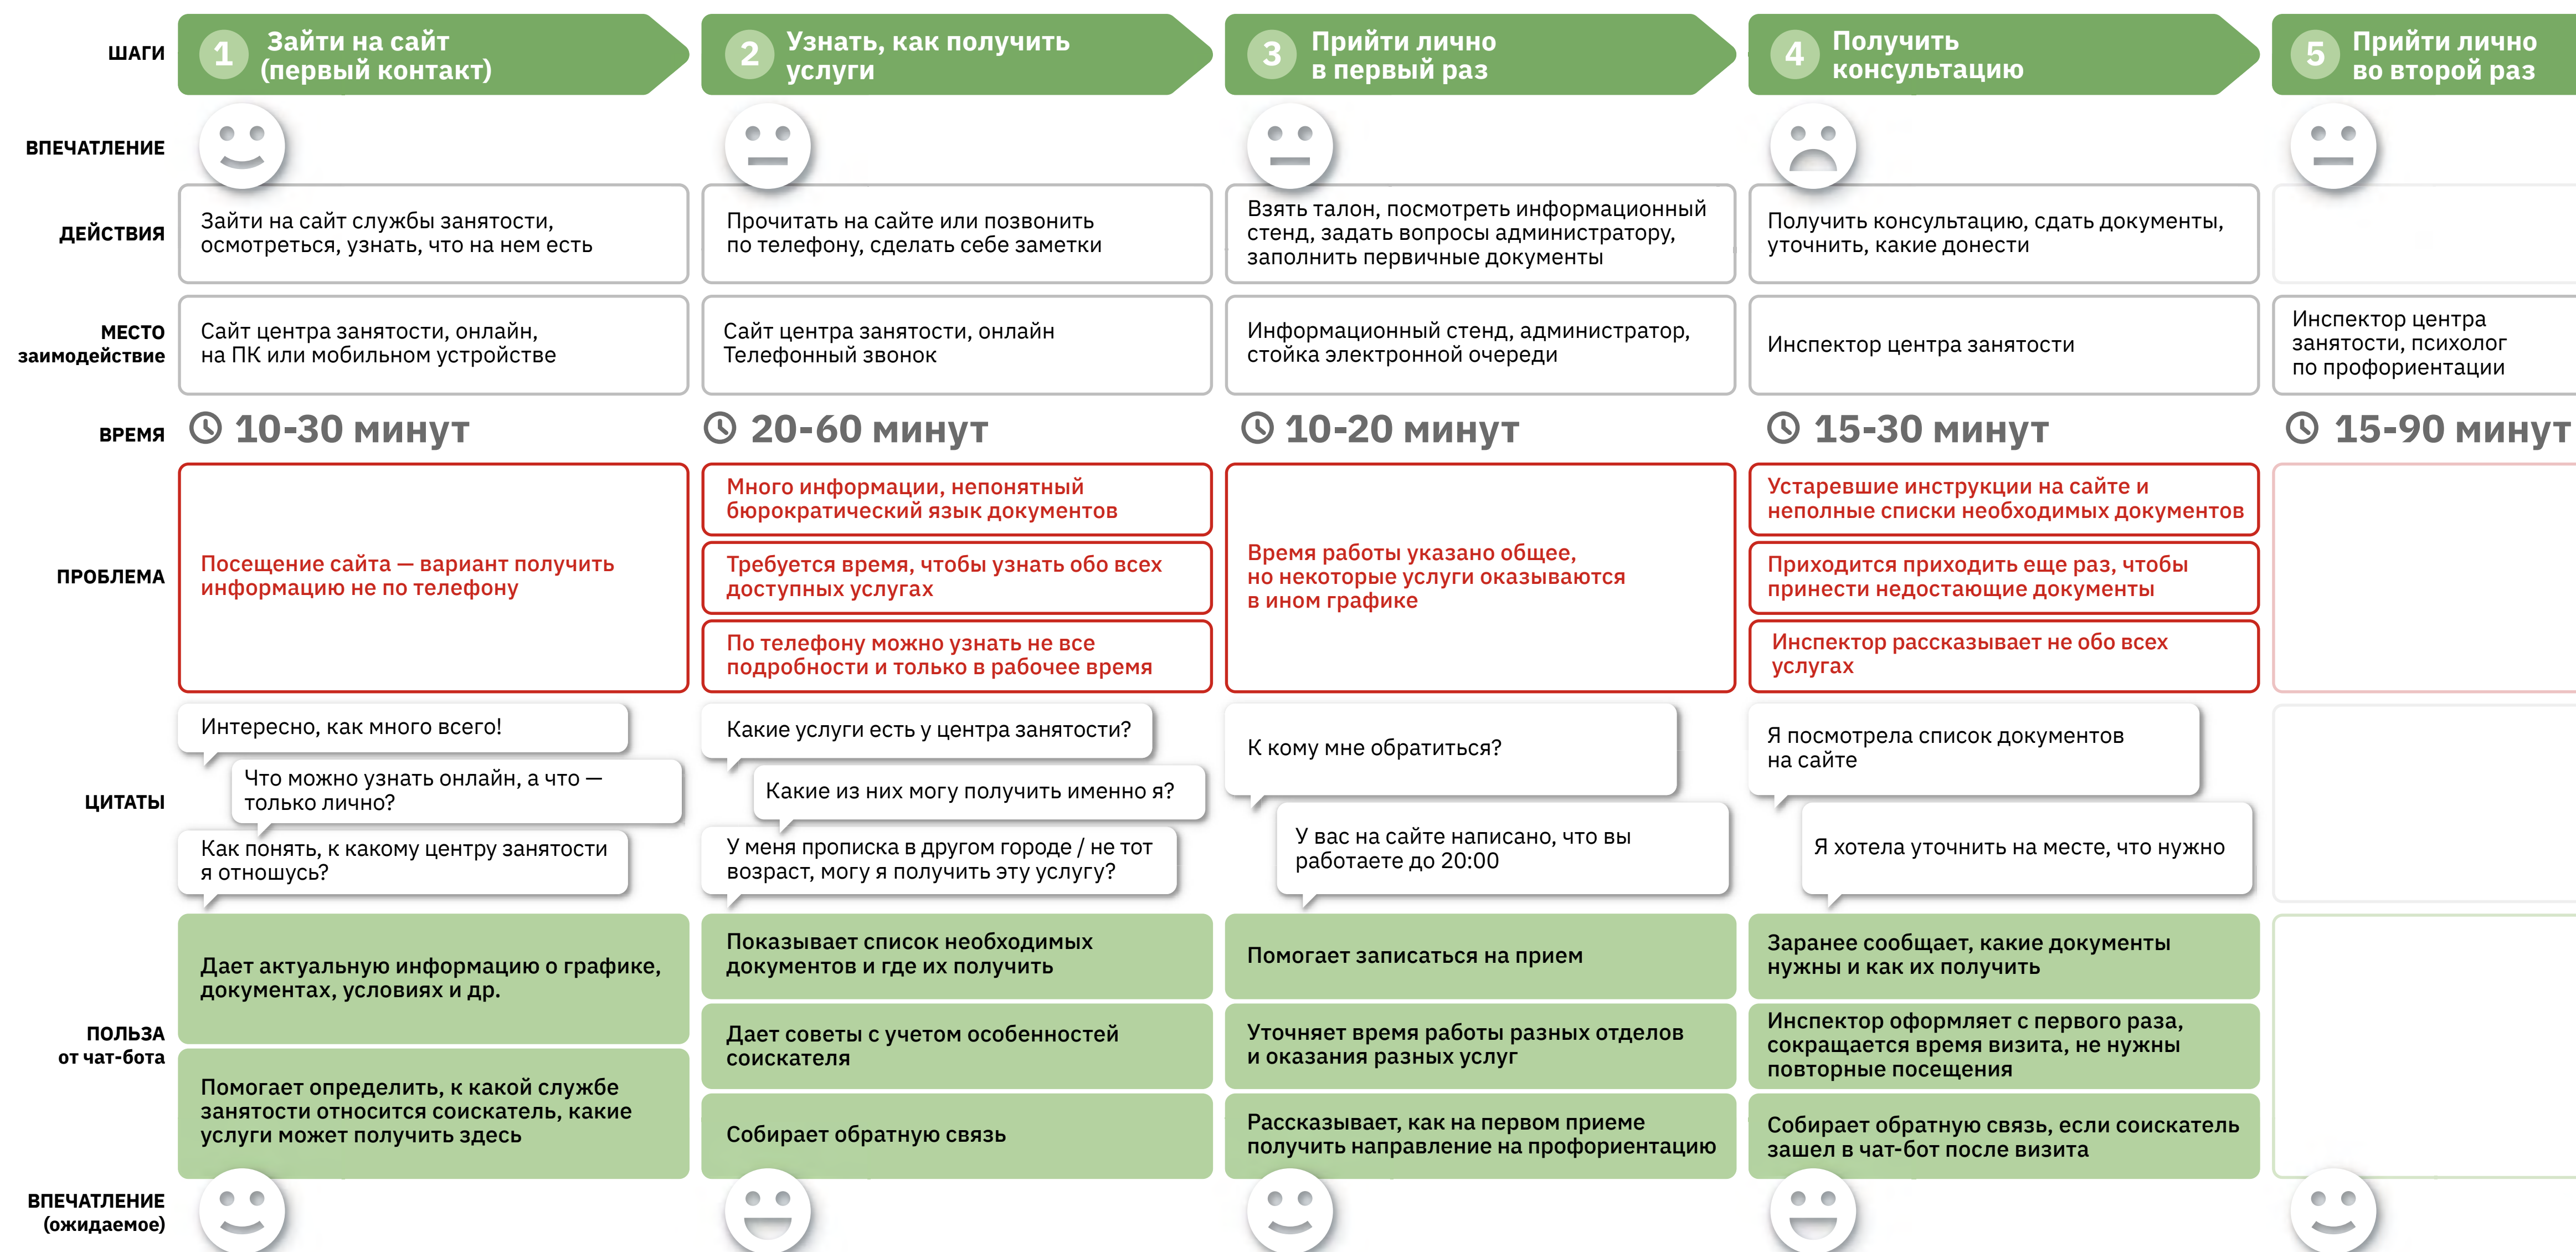 ШАГИ
1 Зайти на сайт
(первый контакт)
2 Узнать, как получить
услуги
3 Прийти лично
в первый раз
4 Получить
консультацию
5 Прийти лично
во второй раз
ВПЕЧАТЛЕНИЕ
ДЕЙСТВИЯ
Зайти на сайт службы занятости,
осмотреться, узнать, что на нем есть
Прочитать на сайте или позвонить
по телефону, сделать себе заметки
Взять талон, посмотреть информационный
стенд, задать вопросы администратору,
заполнить первичные документы
Получить консультацию, сдать документы,
уточнить, какие донести
МЕСТО
заимодействие
Сайт центра занятости, онлайн,
на ПК или мобильном устройстве
Сайт центра занятости, онлайн
Телефонный звонок
Информационный стенд, администратор,
стойка электронной очереди
Инспектор центра занятости
Инспектор центра
занятости, психолог
по профориентации
ВРЕМЯ
10-30 минут
20-60 минут
10-20 минут
15-30 минут
15-90 минут
ПРОБЛЕМА
Посещение сайта — вариант получить
информацию не по телефону
Много информации, непонятный
бюрократический язык документов
Требуется время, чтобы узнать обо всех
доступных услугах
По телефону можно узнать не все
подробности и только в рабочее время
Время работы указано общее,
но некоторые услуги оказываются
в ином графике
Устаревшие инструкции на сайте и
неполные списки необходимых документов
Приходится приходить еще раз, чтобы
принести недостающие документы
Инспектор рассказывает не обо всех
услугах
ЦИТАТЫ
Интересно, как много всего!
Что можно узнать онлайн, а что —
только лично?
Как понять, к какому центру занятости
я отношусь?
Какие услуги есть у центра занятости?
Какие из них могу получить именно я?
У меня прописка в другом городе / не тот
возраст, могу я получить эту услугу?
К кому мне обратиться?
У вас на сайте написано, что вы
работаете до 20:00
Я посмотрела список документов
на сайте
Я хотела уточнить на месте, что нужно
ПОЛЬЗА
от чат-бота
Дает актуальную информацию о графике,
документах, условиях и др.
Помогает определить, к какой службе
занятости относится соискатель, какие
услуги может получить здесь
Показывает список необходимых
документов и где их получить
Дает советы с учетом особенностей
соискателя
Собирает обратную связь
Помогает записаться на прием
Уточняет время работы разных отделов
и оказания разных услуг
Рассказывает, как на первом приеме
получить направление на профориентацию
Заранее сообщает, какие документы
нужны и как их получить
Инспектор оформляет с первого раза,
сокращается время визита, не нужны
повторные посещения
Собирает обратную связь, если соискатель
зашел в чат-бот после визита
ВПЕЧАТЛЕНИЕ
(ожидаемое)